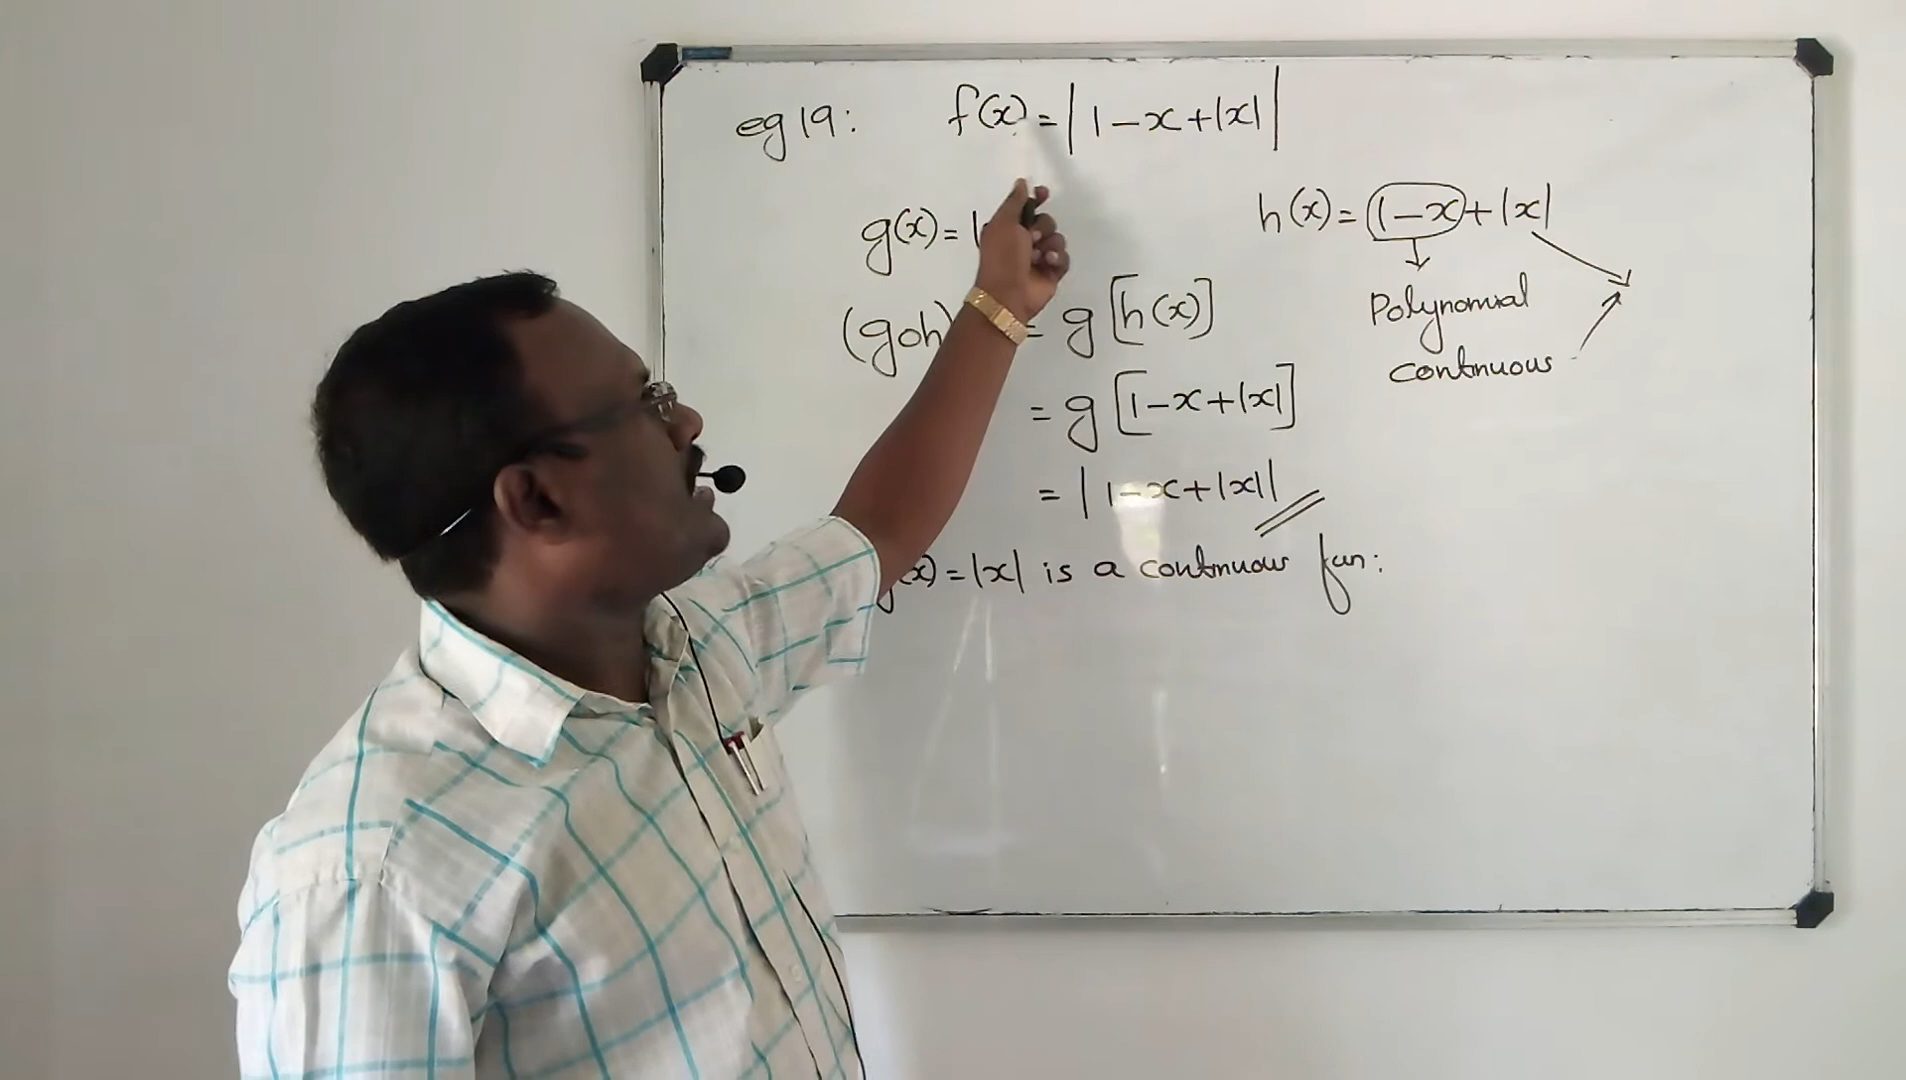 eg 19: f(x) = | 1 - x + |x| |
g(x) = |
h(x) = 1 - x + |x|
Polynomial
continuous
(goh) = g [h(x)]
= g [1 - x + |x|]
= | 1 - x + |x| |
(x) = |x| is a continuous fun: